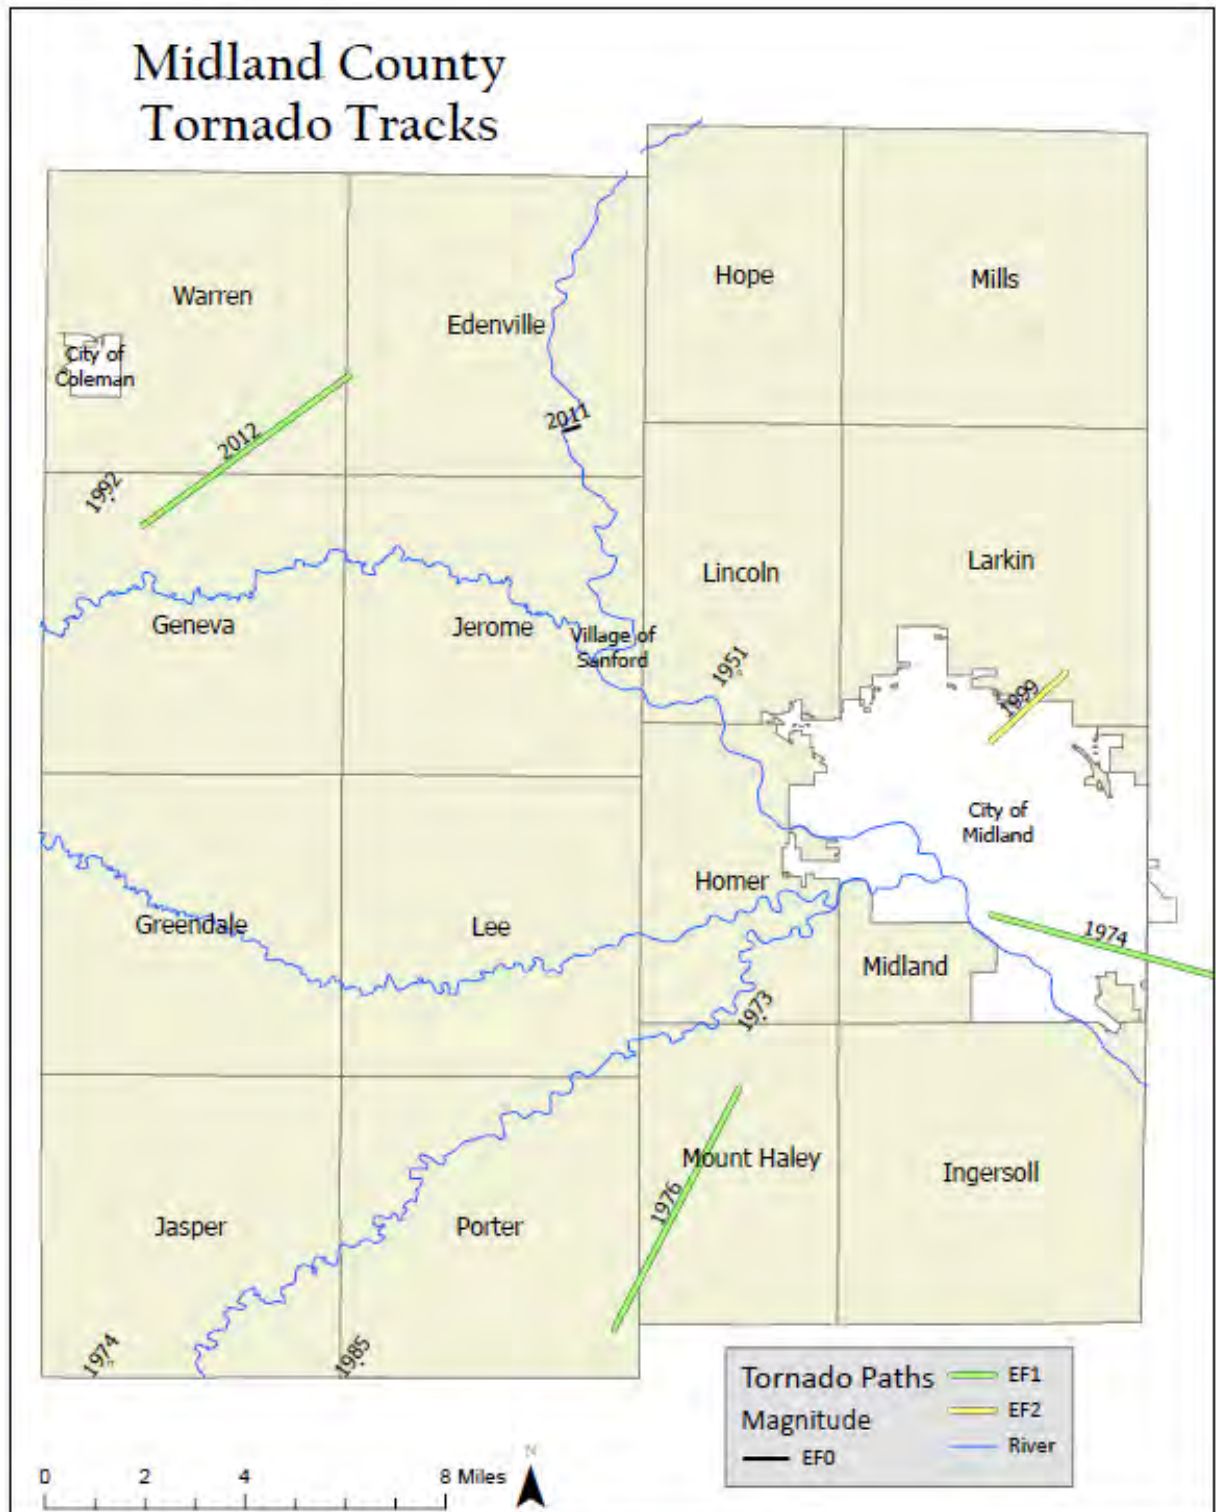 Midland County
Tornado Tracks
Hope
Mills
Warren
Edenville
City of
Coleman
2011
2012
1992
Lincoln
Larkin
Geneva
Jerome
Village of
Sanford
1951
1999
City of
Midland
Homer
Greendale
Lee
1974
Midland
1973
Mount Haley
Ingersoll
1976
Jasper
Porter
1974
1985
Tornado Paths
Magnitude
EF0
EF1
EF2
River
N
0 2 4 8 Miles